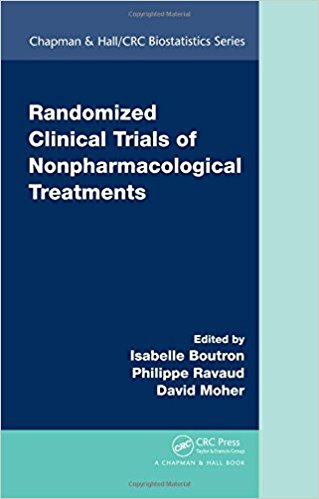 Chapman & Hall/CRC Biostatistics Series
Randomized
Clinical Trials of
Nonpharmacological
Treatments
Edited by
Isabelle Boutron
Philippe Ravaud
David Moher
CRC Press
Taylor & Francis Group
A CHAPMAN & HALL BOOK